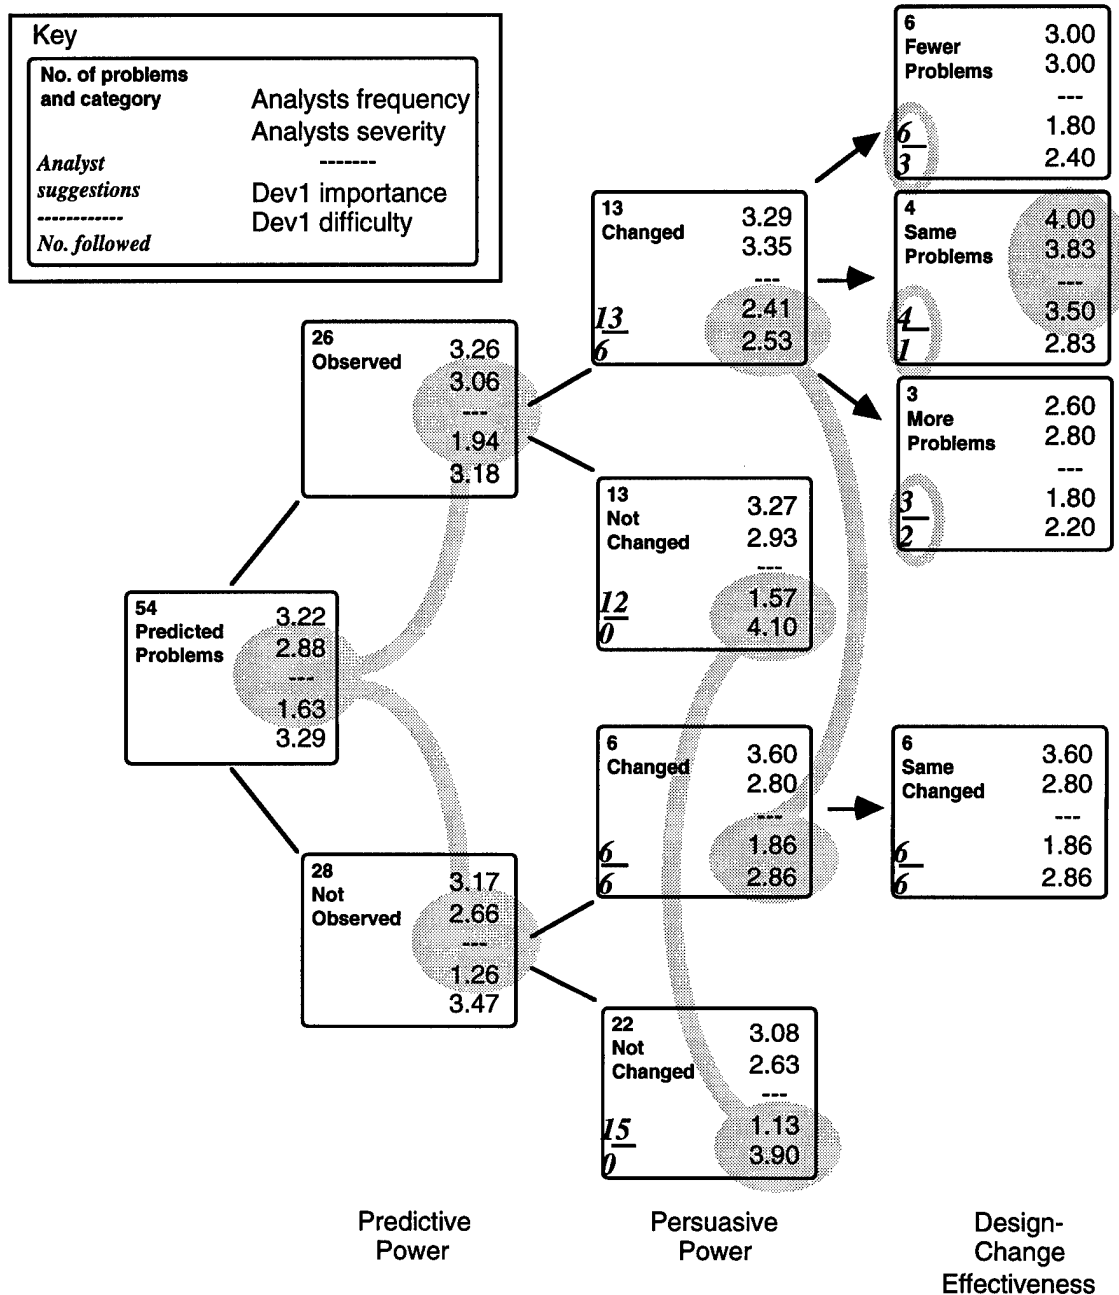 Key
No. of problems
and category
Analysts frequency
Analysts severity
-------
Analyst
suggestions
------------
No. followed
Dev1 importance
Dev1 difficulty
6
Fewer
Problems
3.00
3.00
---
1.80
2.40
6
3
13
Changed
3.29
3.35
---
2.41
2.53
13
6
4
Same
Problems
4.00
3.83
---
3.50
2.83
4
1
26
Observed
3.26
3.06
---
1.94
3.18
3
More
Problems
2.60
2.80
---
1.80
2.20
3
2
13
Not
Changed
3.27
2.93
---
1.57
4.10
12
0
54
Predicted
Problems
3.22
2.88
---
1.63
3.29
6
Changed
3.60
2.80
---
1.86
2.86
6
6
6
Same
Changed
3.60
2.80
---
1.86
2.86
6
6
28
Not
Observed
3.17
2.66
---
1.26
3.47
22
Not
Changed
3.08
2.63
---
1.13
3.90
15
0
Predictive
Power
Persuasive
Power
Design-
Change
Effectiveness